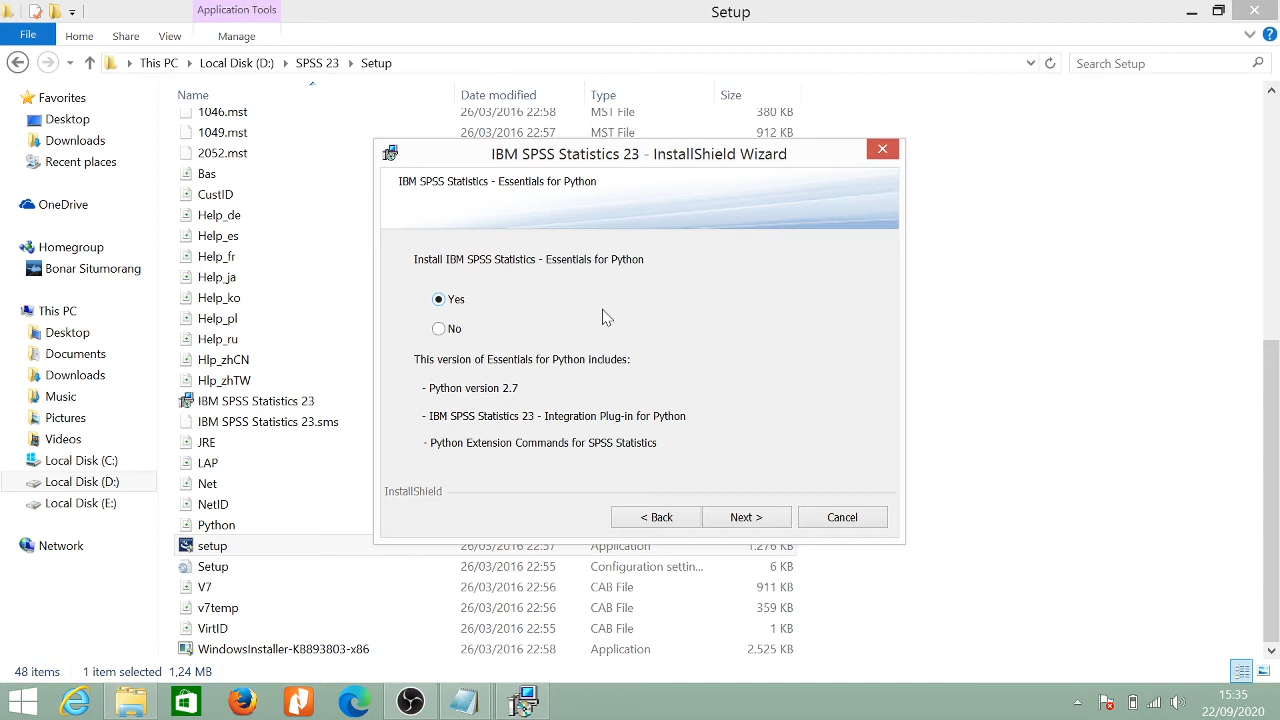 Application Tools
Setup
File
Home
Share
View
Manage
This PC
Local Disk (D:)
SPSS 23
Setup
Search Setup
Favorites
Desktop
Downloads
Recent places
OneDrive
Homegroup
Bonar Situmorang
This PC
Desktop
Documents
Downloads
Music
Pictures
Videos
Local Disk (C:)
Local Disk (D:)
Local Disk (E:)
Network
Name Date modified Type Size
1046.mst 26/03/2016 22:58 MST File 380 KB
1049.mst 26/03/2016 22:57 MST File 912 KB
2052.mst
Bas
CustID
Help_de
Help_es
Help_fr
Help_ja
Help_ko
Help_pl
Help_ru
Hlp_zhCN
Hlp_zhTW
IBM SPSS Statistics 23
IBM SPSS Statistics 23.sms
JRE
LAP
Net
NetID
Python
setup 26/03/2016 22:57 Application 1.276 KB
Setup 26/03/2016 22:55 Configuration settin... 6 KB
V7 26/03/2016 22:56 CAB File 911 KB
v7temp 26/03/2016 22:56 CAB File 359 KB
VirtID 26/03/2016 22:55 CAB File 1 KB
WindowsInstaller-KB893803-x86 26/03/2016 22:58 Application 2.525 KB
IBM SPSS Statistics 23 - InstallShield Wizard
IBM SPSS Statistics - Essentials for Python
Install IBM SPSS Statistics - Essentials for Python
Yes
No
This version of Essentials for Python includes:
- Python version 2.7
- IBM SPSS Statistics 23 - Integration Plug-in for Python
- Python Extension Commands for SPSS Statistics
InstallShield
< Back
Next >
Cancel
48 items
1 item selected 1,24 MB
15:35
22/09/2020